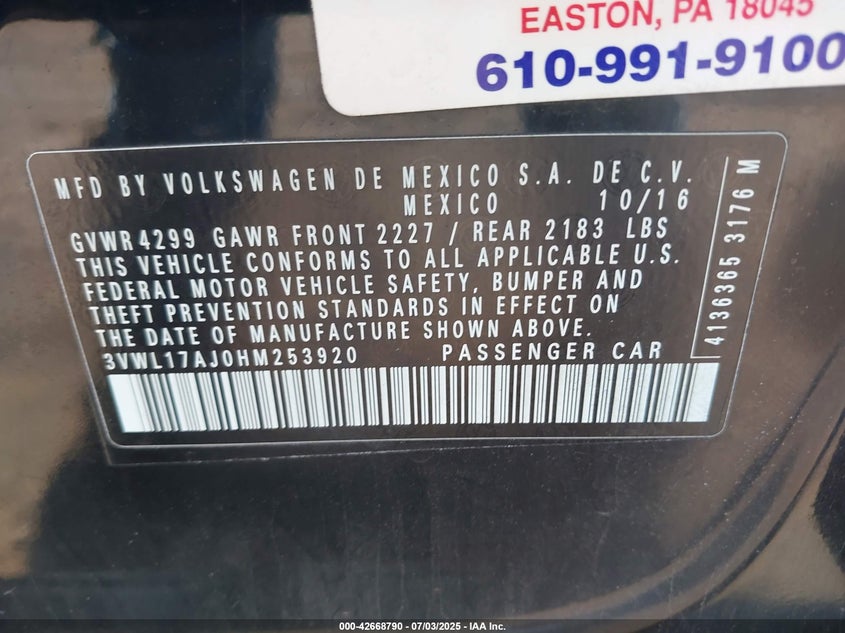 EASTON, PA 18045
610-991-9100
MFD BY VOLKSWAGEN DE MEXICO S.A. DE C.V.
MEXICO 10/16
GVWR 4299 GAWR FRONT 2227 / REAR 2183 LBS
THIS VEHICLE CONFORMS TO ALL APPLICABLE U.S.
FEDERAL MOTOR VEHICLE SAFETY, BUMPER AND
THEFT PREVENTION STANDARDS IN EFFECT ON
THE DATE OF MANUFACTURE SHOWN ABOVE.
3VWL17AJ0HM253920 PASSENGER CAR
4136365 3176 M
000-42668790 - 07/03/2025 - IAA Inc.